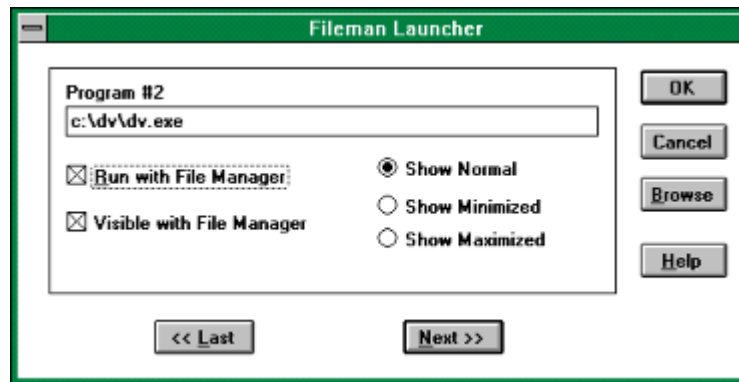 Fileman Launcher
Program #2
c:\dv\dv.exe
Run with File Manager
Visible with File Manager
Show Normal
Show Minimized
Show Maximized
OK
Cancel
Browse
Help
<< Last
Next >>